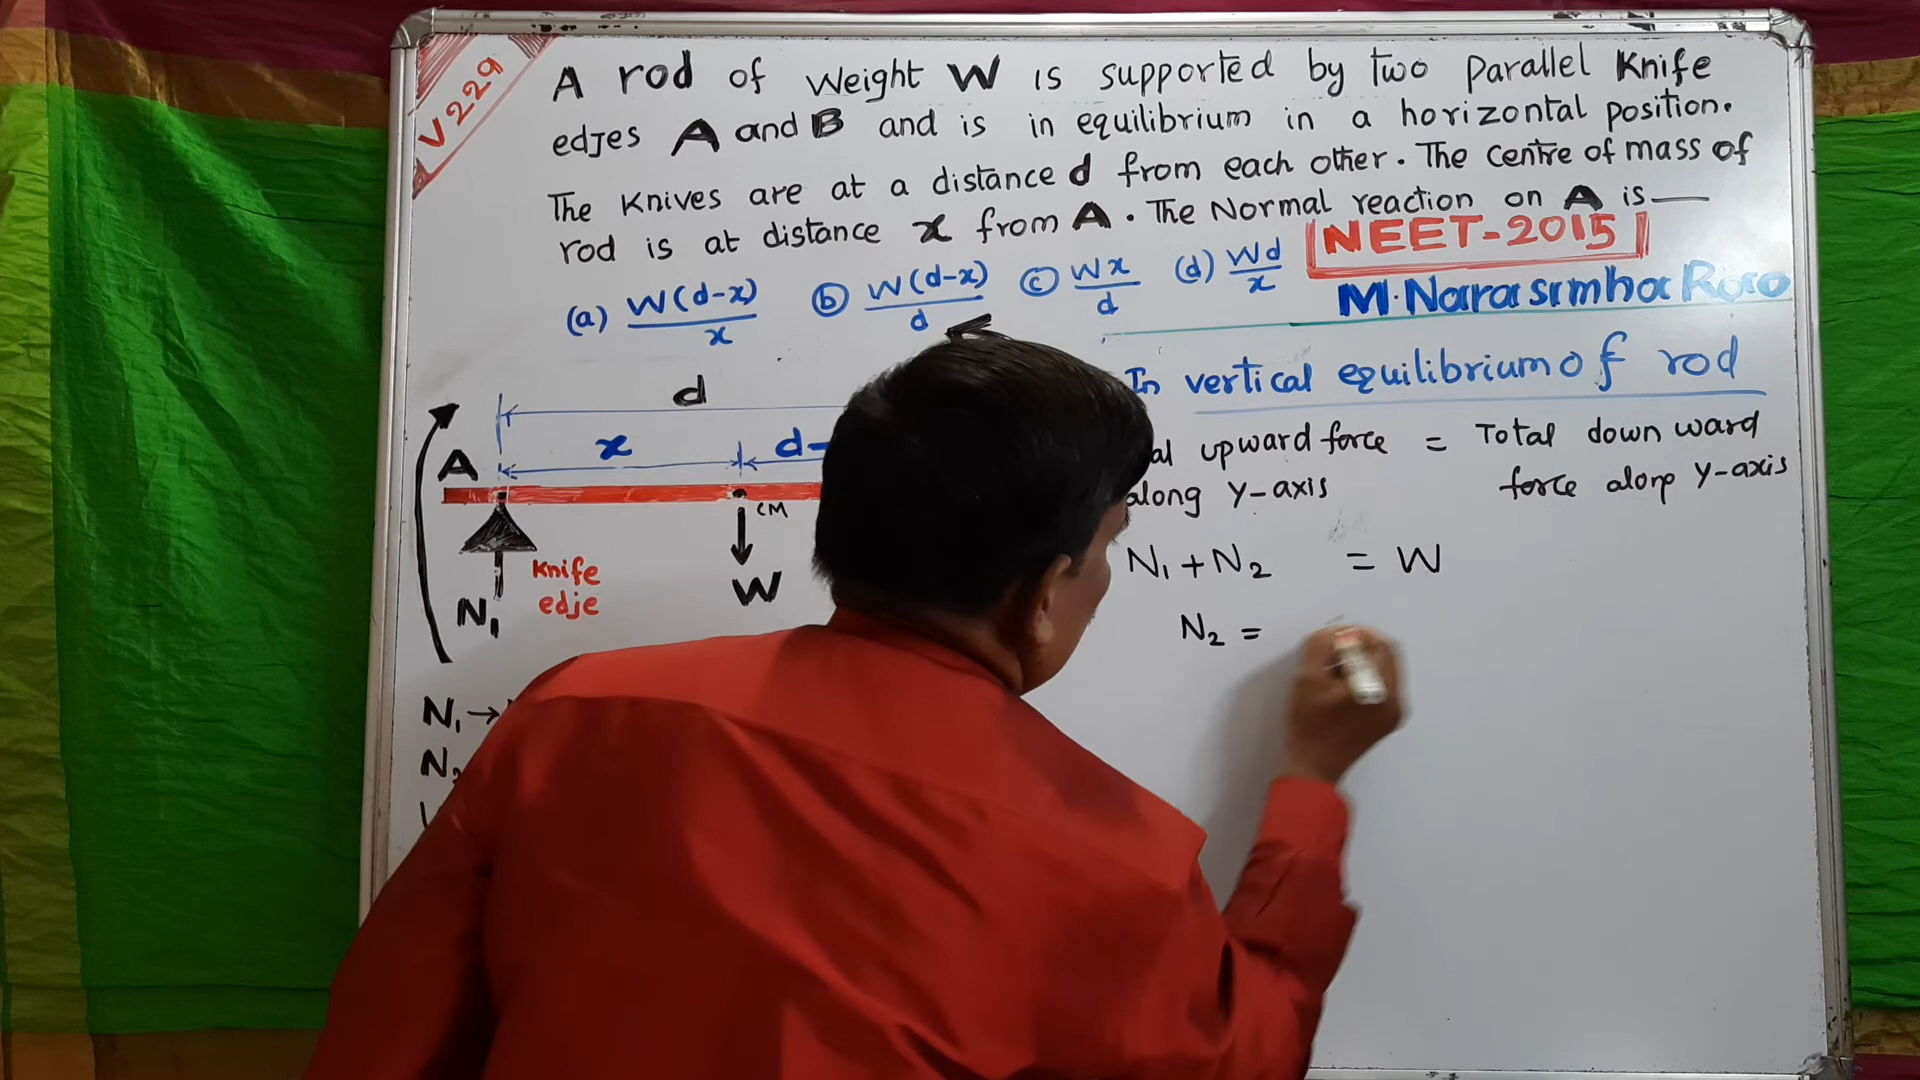 V229
A rod of weight W is supported by two parallel Knife
edjes A and B and is in equilibrium in a horizontal position.
The Knives are at a distance d from each other. The centre of mass of
rod is at distance x from A. The Normal reaction on A is —
NEET-2015
(a) W(d-x)/x (b) W(d-x)/d (c) Wx/d (d) Wd/x
M. Narasimha Rao
In vertical equilibrium of rod
d
x d-
A
CM
W
Knife
edje
N₁
N₁ →
N₂
al upward force = Total down ward
along Y-axis force along Y-axis
N₁ + N₂ = W
N₂ =